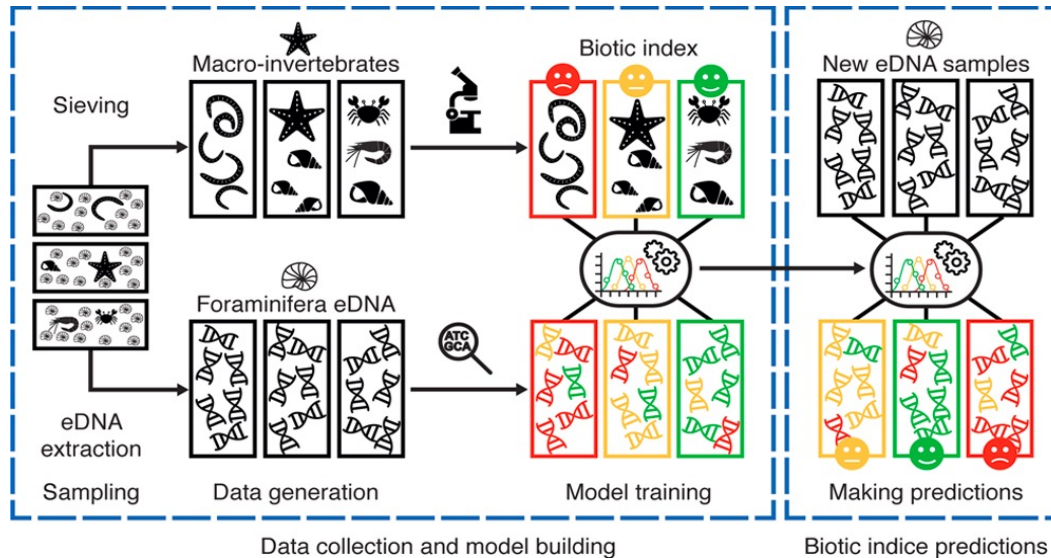 Sieving
Macro-invertebrates
Biotic index
New eDNA samples
Foraminifera eDNA
ATC
GCA
eDNA
extraction
Sampling
Data generation
Model training
Making predictions
Data collection and model building
Biotic indice predictions